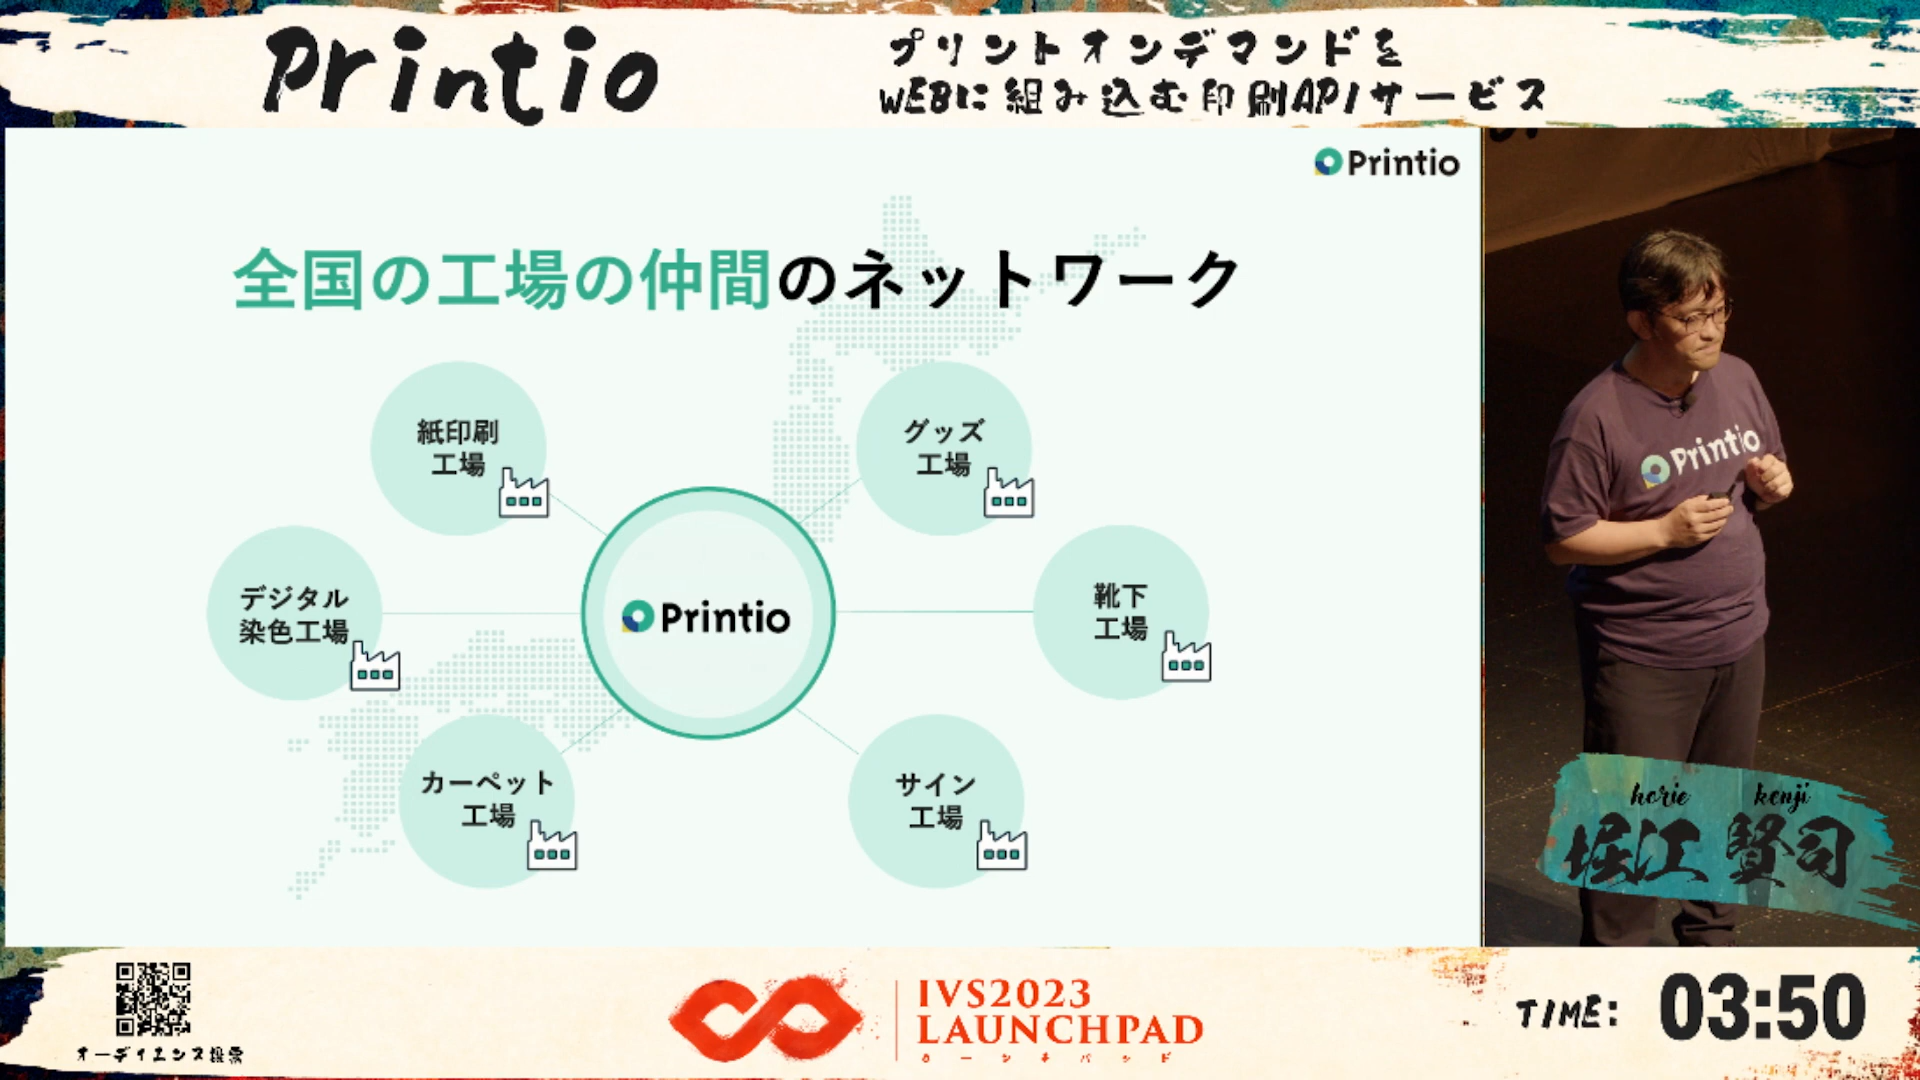 Printio
プリントオンデマンドを
WEBに組み込む印刷APIサービス
Printio
全国の工場の仲間のネットワーク
紙印刷
工場
グッズ
工場
デジタル
染色工場
Printio
靴下
工場
カーペット
工場
サイン
工場
Printio
horie kenji
堀江 賢司
オーディエンス投票
IVS2023
LAUNCHPAD
ローンチパッド
TIME: 03:50